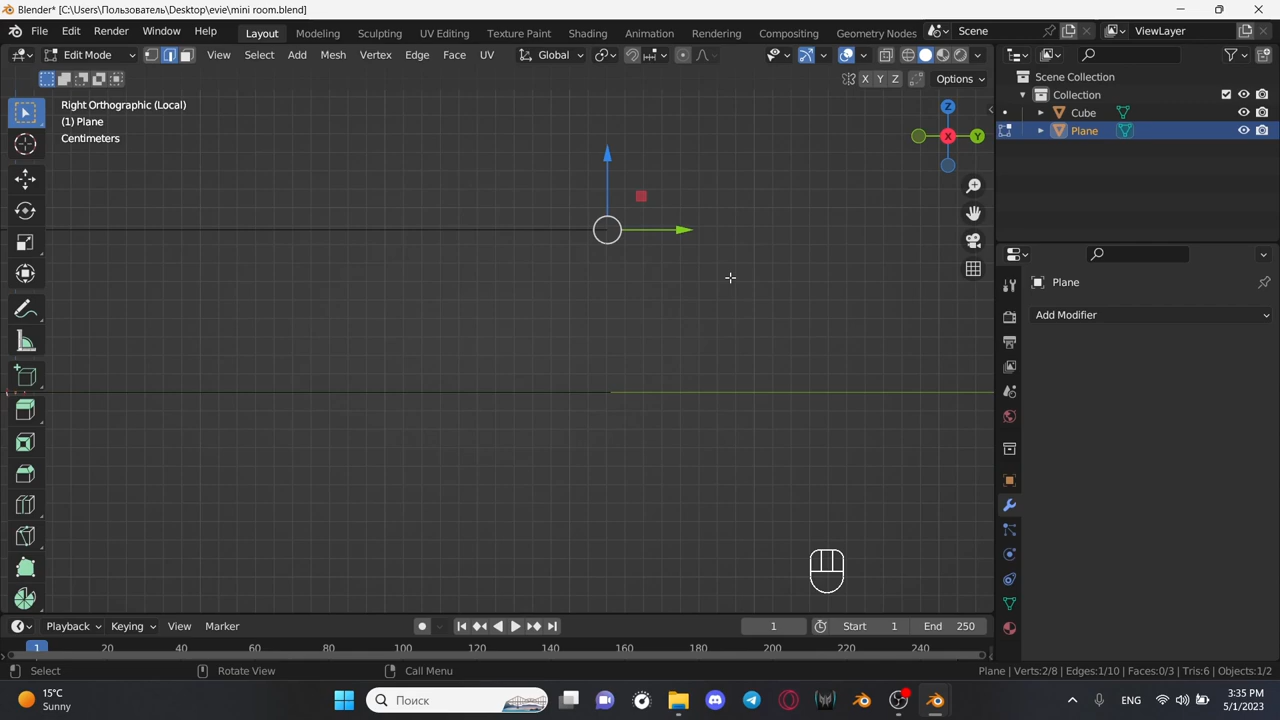 Blender* [C:\Users\Пользователь\Desktop\evie\mini room.blend]
File Edit Render Window Help Layout Modeling Sculpting UV Editing Texture Paint Shading Animation Rendering Compositing Geometry Nodes Scene ViewLayer
Edit Mode View Select Add Mesh Vertex Edge Face UV Global
X Y Z Options
Right Orthographic (Local)
(1) Plane
Centimeters
Z
X
Y
Scene Collection
Collection
Cube
Plane
Plane
Add Modifier
Playback Keying View Marker 1 Start 1 End 250
1 20 40 60 80 100 120 140 160 180 200 220 240
Select Rotate View Call Menu Plane | Verts:2/8 | Edges:1/10 | Faces:0/3 | Tris:6 | Objects:1/2
15°C
Sunny
Поиск
ENG
3:35 PM
5/1/2023